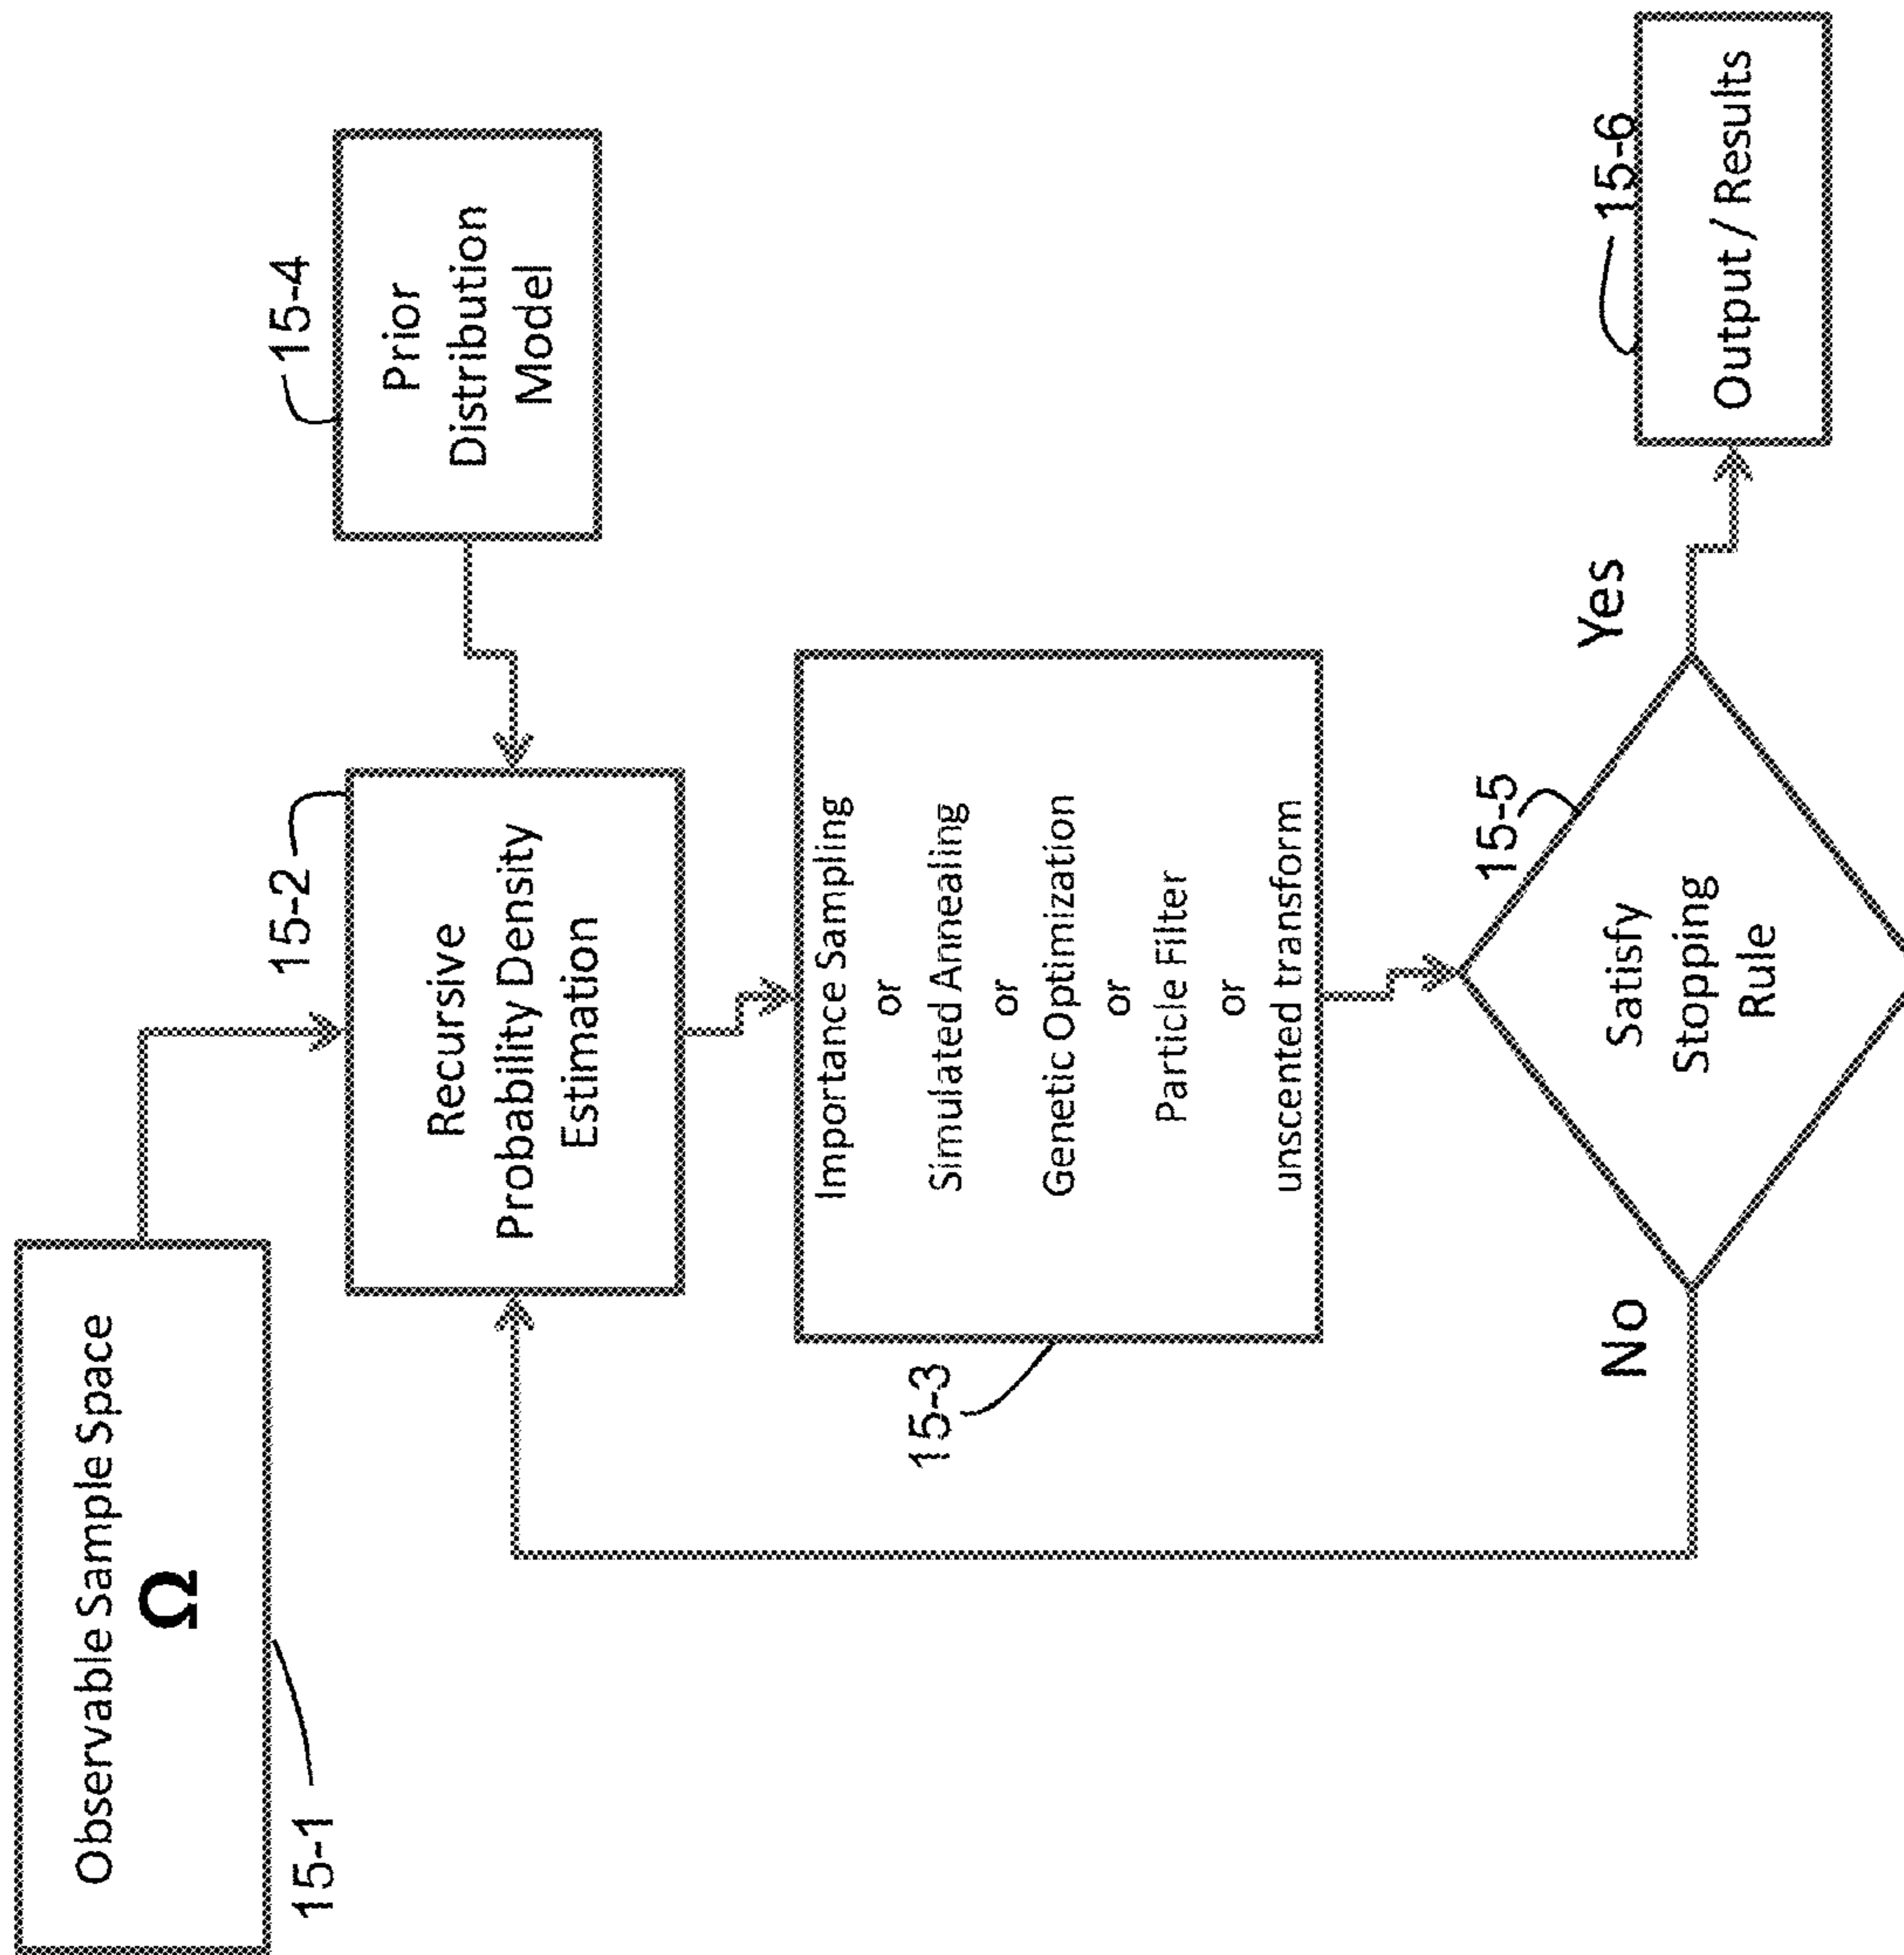 Observable Sample Space
Ω
15-1
15-2
Recursive
Probability Density
Estimation
15-4
Prior
Distribution
Model
15-3
Importance Sampling
or
Simulated Annealing
or
Genetic Optimization
or
Particle Filter
or
unscented transform
15-5
Satisfy
Stopping
Rule
No
Yes
15-6
Output / Results